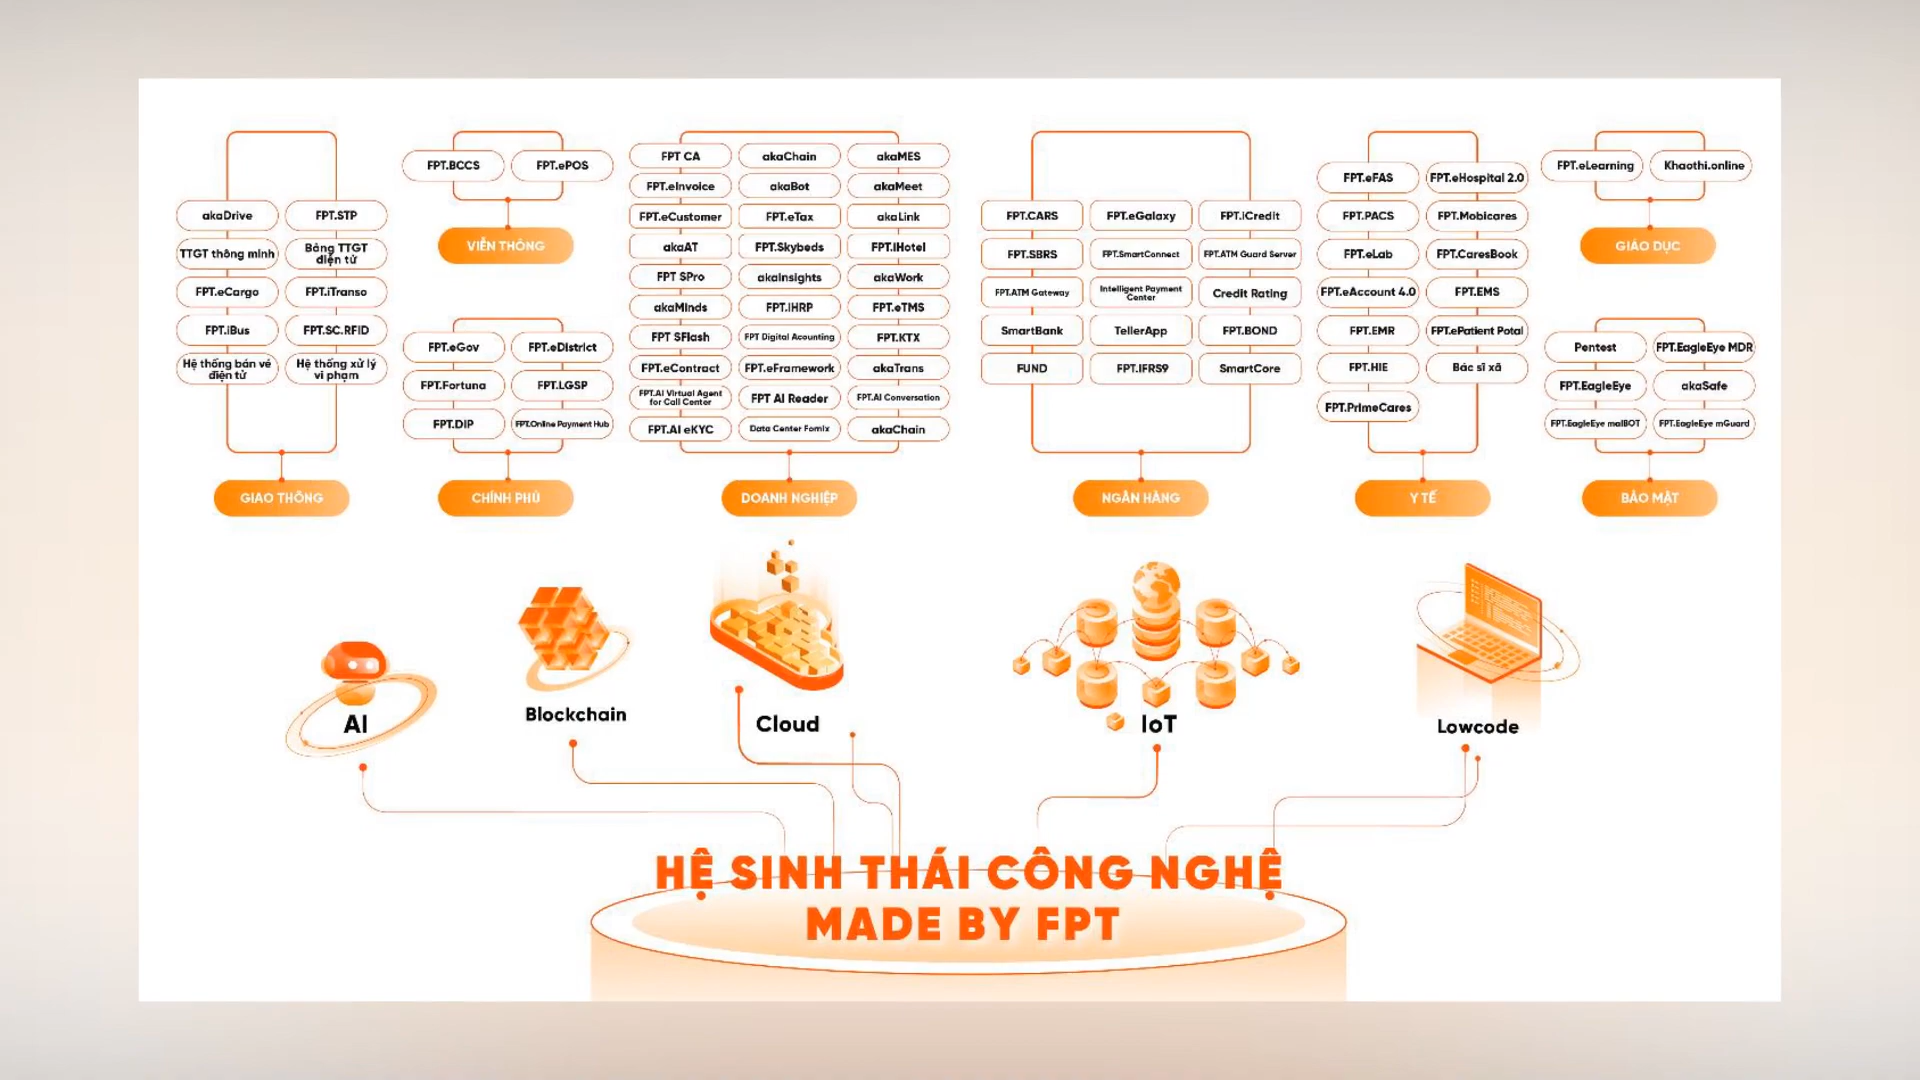 akaDrive
FPT.STP
TTGT thông minh
Bảng TTGT
điện tử
FPT.eCargo
FPT.iTranso
FPT.iBus
FPT.SC.RFID
Hệ thống bán vé
điện tử
Hệ thống xử lý
vi phạm
GIAO THÔNG
FPT.BCCS
FPT.ePOS
VIỄN THÔNG
FPT.eGov
FPT.eDistrict
FPT.Fortuna
FPT.LGSP
FPT.DIP
FPT.Online Payment Hub
CHÍNH PHỦ
FPT CA
akaChain
akaMES
FPT.eInvoice
akaBot
akaMeet
FPT.eCustomer
FPT.eTax
akaLink
akaAT
FPT.Skybeds
FPT.iHotel
FPT SPro
akaInsights
akaWork
akaMinds
FPT.iHRP
FPT.eTMS
FPT SFlash
FPT Digital Acounting
FPT.KTX
FPT.eContract
FPT.eFramework
akaTrans
FPT.AI Virtual Agent
for Call Center
FPT AI Reader
FPT.AI Conversation
FPT.AI eKYC
Data Center Fornix
akaChain
DOANH NGHIỆP
FPT.CARS
FPT.eGalaxy
FPT.iCredit
FPT.SBRS
FPT.SmartConnect
FPT.ATM Guard Server
FPT.ATM Gateway
Intelligent Payment
Center
Credit Rating
SmartBank
TellerApp
FPT.BOND
FUND
FPT.IFRS9
SmartCore
NGÂN HÀNG
FPT.eFAS
FPT.eHospital 2.0
FPT.PACS
FPT.Mobicares
FPT.eLab
FPT.CaresBook
FPT.eAccount 4.0
FPT.EMS
FPT.EMR
FPT.ePatient Potal
FPT.HIE
Bác sĩ xã
FPT.PrimeCares
Y TẾ
FPT.eLearning
Khaothi.online
GIÁO DỤC
Pentest
FPT.EagleEye MDR
FPT.EagleEye
akaSafe
FPT.EagleEye malBOT
FPT.EagleEye mGuard
BẢO MẬT
AI
Blockchain
Cloud
IoT
Lowcode
HỆ SINH THÁI CÔNG NGHỆ
MADE BY FPT